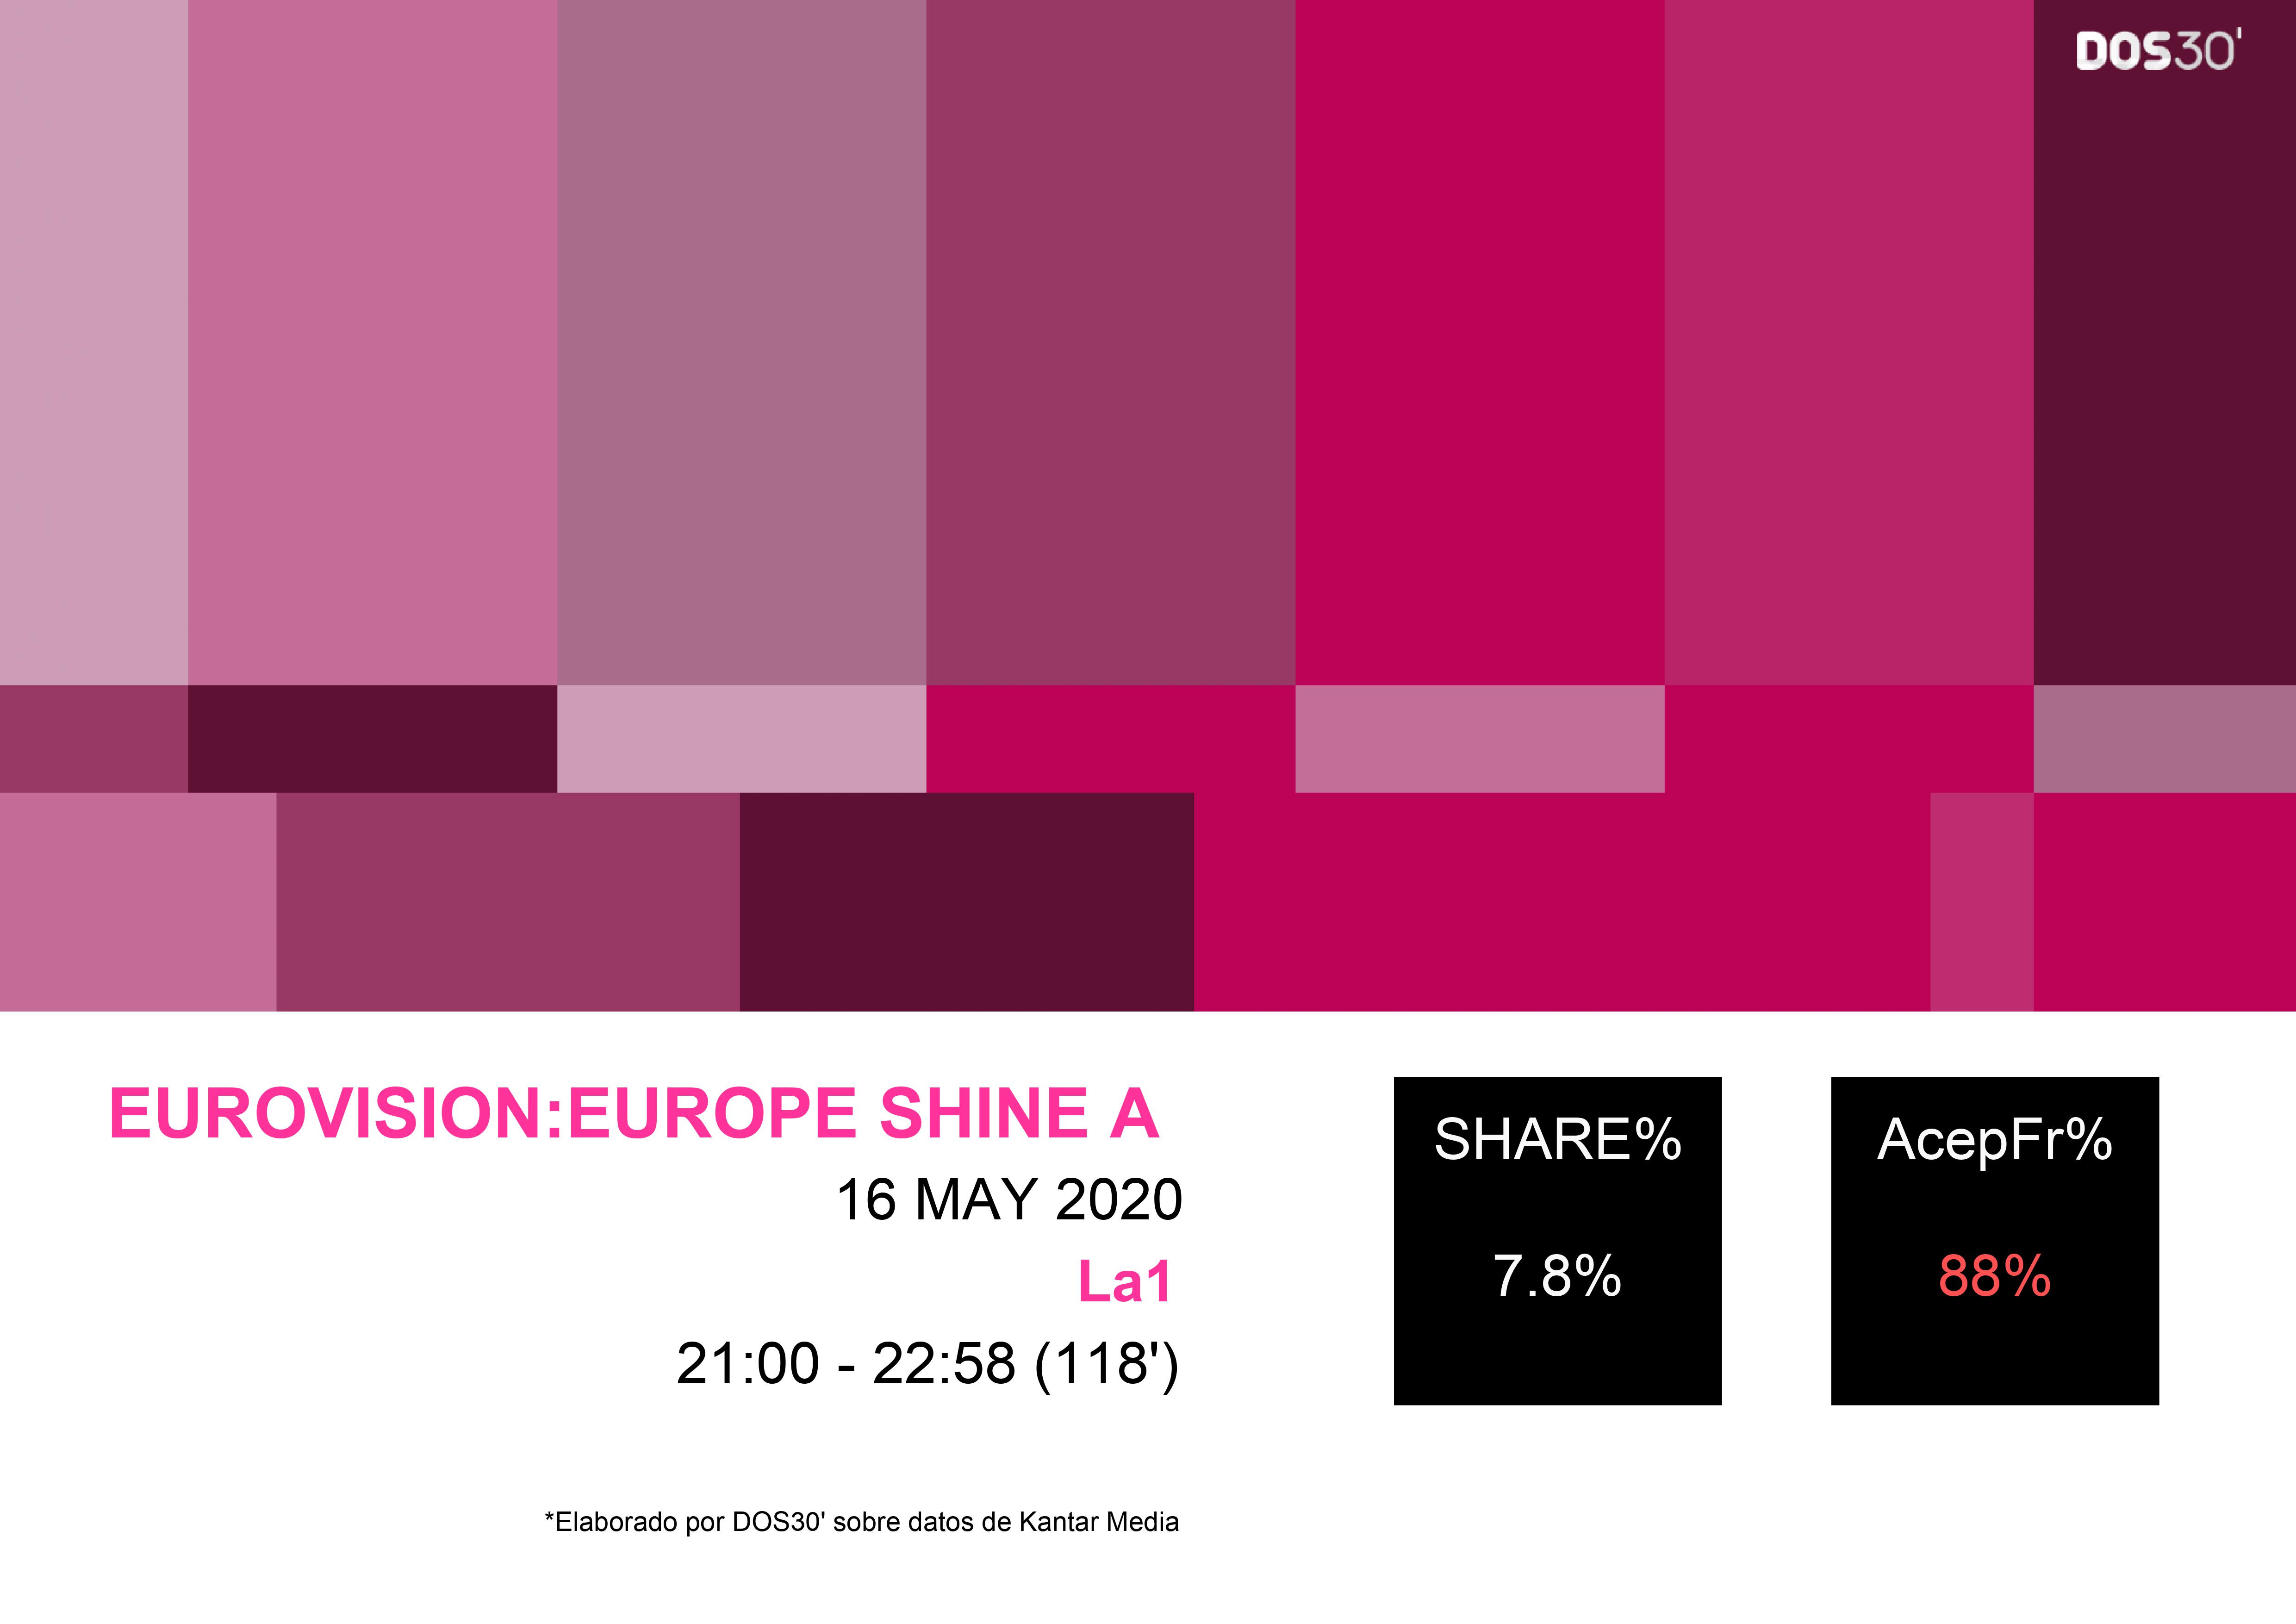 DOS30'
EUROVISION:EUROPE SHINE A
16 MAY 2020
La1
21:00 - 22:58 (118')
SHARE%
7.8%
AcepFr%
88%
*Elaborado por DOS30' sobre datos de Kantar Media